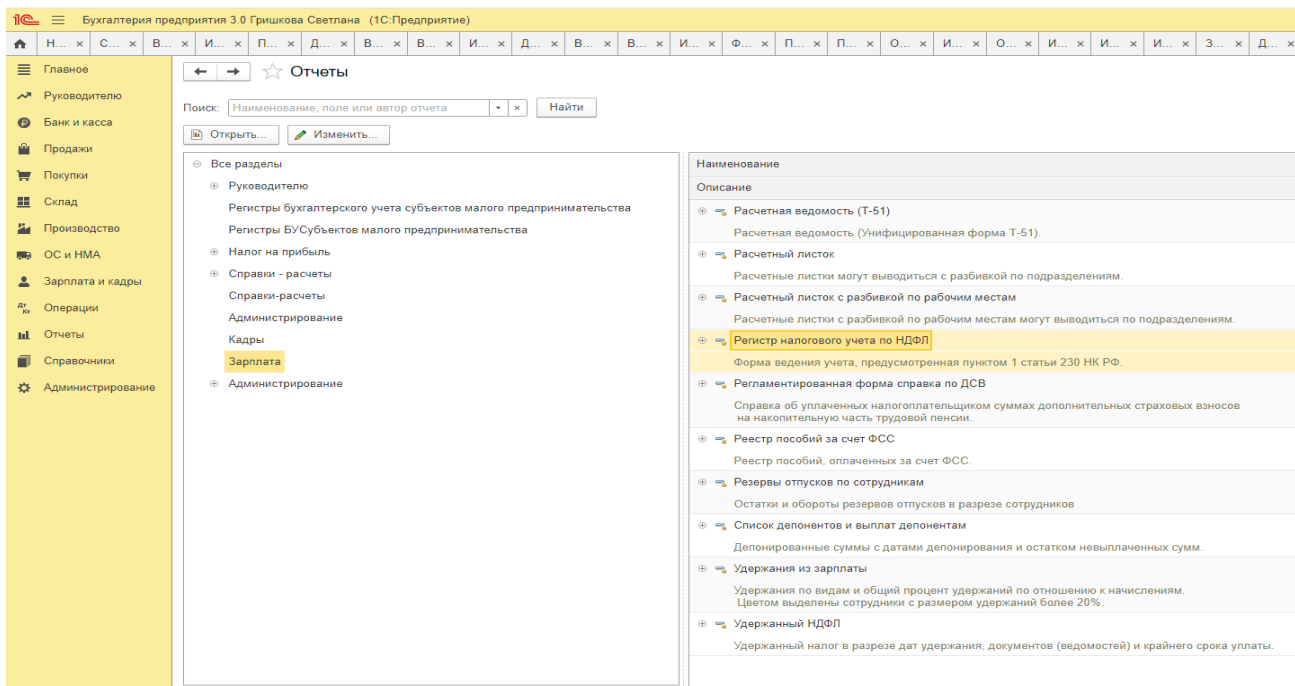 1С Бухгалтерия предприятия 3.0 Гришкова Светлана (1С:Предприятие)
Н... × С... × В... × И... × П... × Д... × В... × В... × И... × Д... × В... × В... × И... × Ф... × П... × П... × О... × И... × О... × И... × И... × И... × З... × Д... ×
Главное
Руководителю
Банк и касса
Продажи
Покупки
Склад
Производство
ОС и НМА
Зарплата и кадры
Дт Кт Операции
Отчеты
Справочники
Администрирование
Отчеты
Поиск: Наименование, поле или автор отчета × Найти
Открыть... Изменить...
Все разделы
Руководителю
Регистры бухгалтерского учета субъектов малого предпринимательства
Регистры БУСубъектов малого предпринимательства
Налог на прибыль
Справки - расчеты
Справки-расчеты
Администрирование
Кадры
Зарплата
Администрирование
Наименование
Описание
Расчетная ведомость (Т-51)
Расчетная ведомость (Унифицированная форма Т-51).
Расчетный листок
Расчетные листки могут выводиться с разбивкой по подразделениям.
Расчетный листок с разбивкой по рабочим местам
Расчетные листки с разбивкой по рабочим местам могут выводиться по подразделениям.
Регистр налогового учета по НДФЛ
Форма ведения учета, предусмотренная пунктом 1 статьи 230 НК РФ.
Регламентированная форма справка по ДСВ
Справка об уплаченных налогоплательщиком суммах дополнительных страховых взносов
на накопительную часть трудовой пенсии.
Реестр пособий за счет ФСС
Реестр пособий, оплаченных за счет ФСС.
Резервы отпусков по сотрудникам
Остатки и обороты резервов отпусков в разрезе сотрудников
Список депонентов и выплат депонентам
Депонированные суммы с датами депонирования и остатком невыплаченных сумм.
Удержания из зарплаты
Удержания по видам и общий процент удержаний по отношению к начислениям.
Цветом выделены сотрудники с размером удержаний более 20%.
Удержанный НДФЛ
Удержанный налог в разрезе дат удержания, документов (ведомостей) и крайнего срока уплаты.